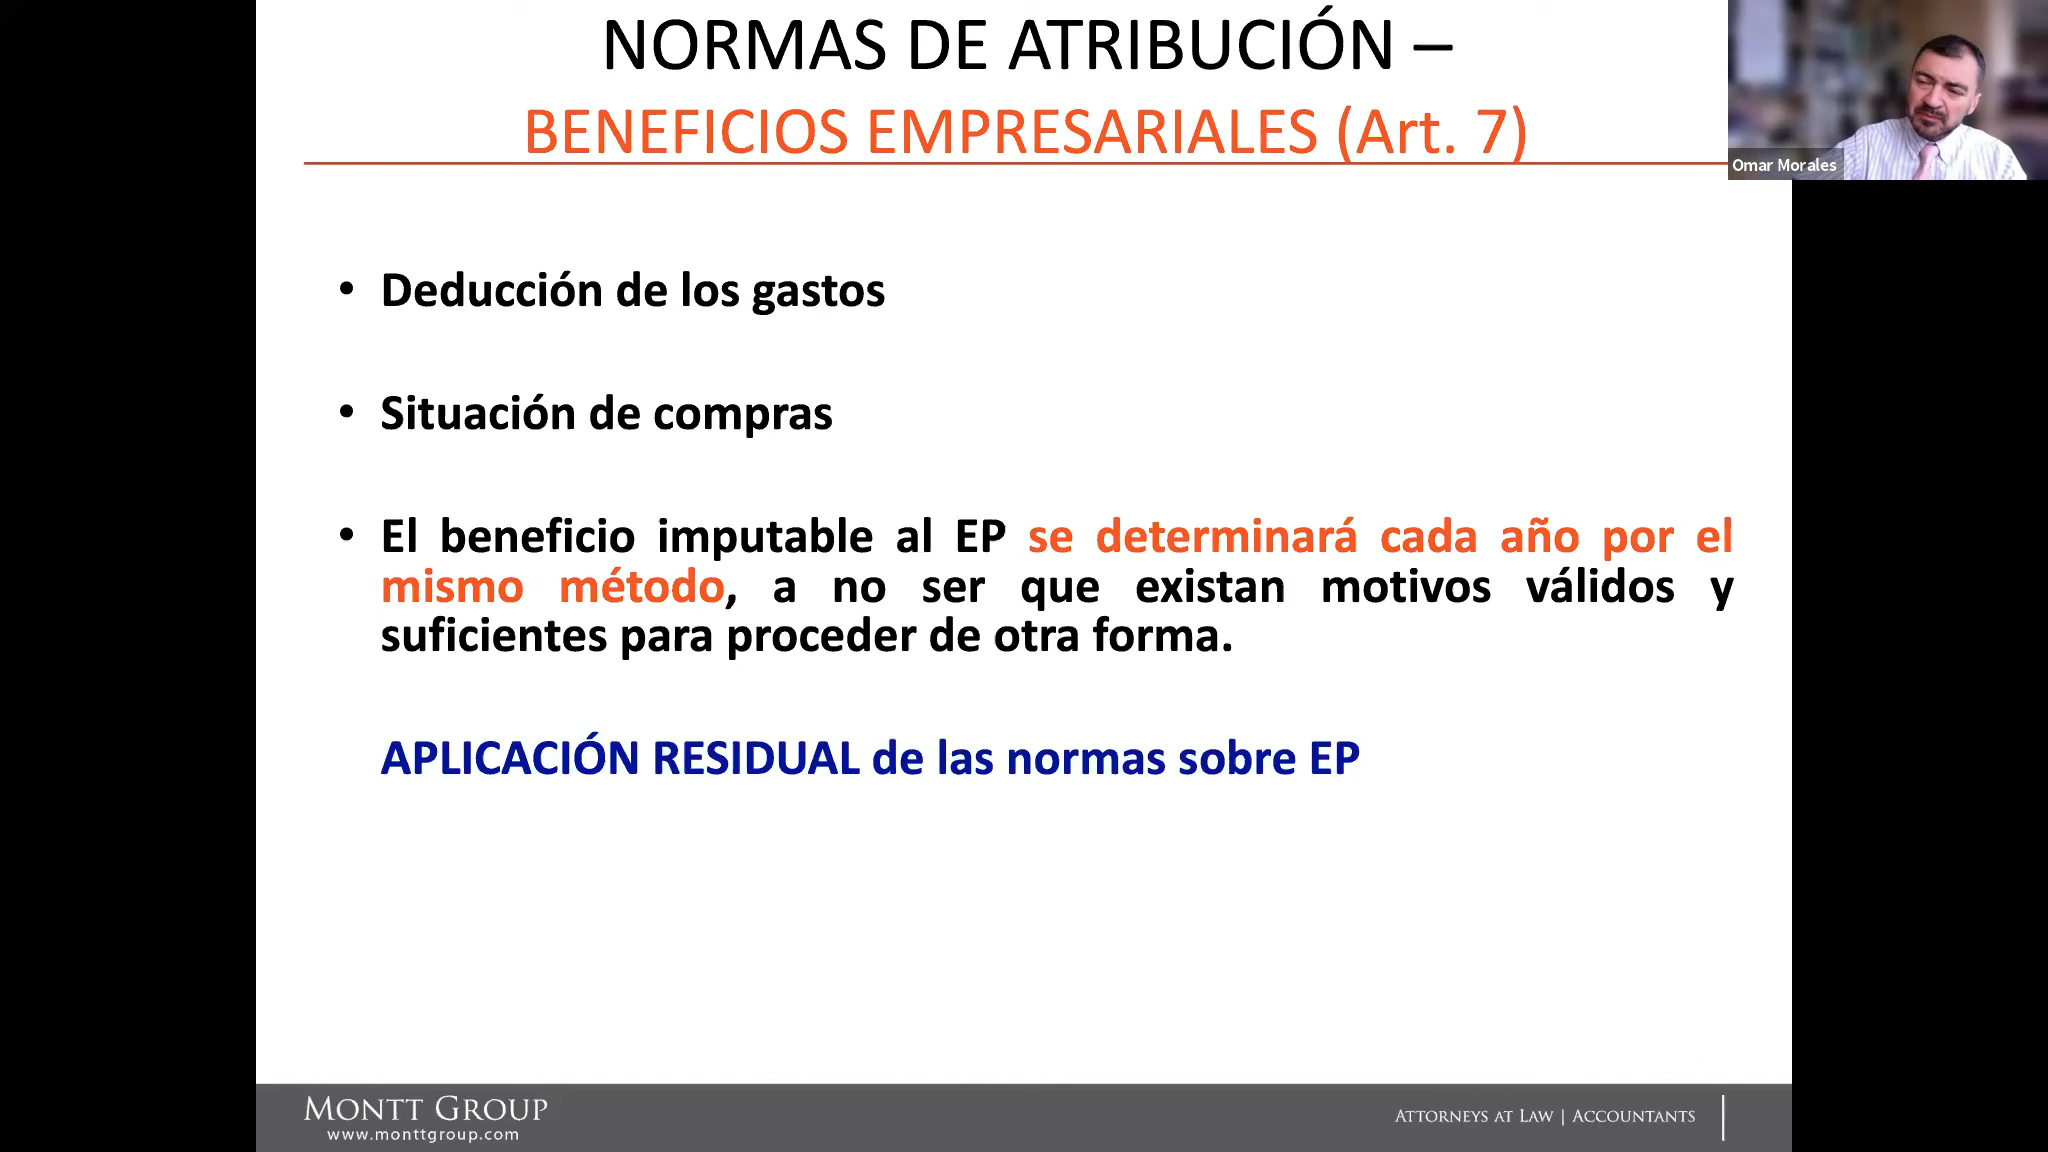 NORMAS DE ATRIBUCIÓN –
BENEFICIOS EMPRESARIALES (Art. 7)
Omar Morales
• Deducción de los gastos
• Situación de compras
• El beneficio imputable al EP se determinará cada año por el
mismo método, a no ser que existan motivos válidos y
suficientes para proceder de otra forma.
APLICACIÓN RESIDUAL de las normas sobre EP
MONTT GROUP
www.monttgroup.com
ATTORNEYS AT LAW | ACCOUNTANTS